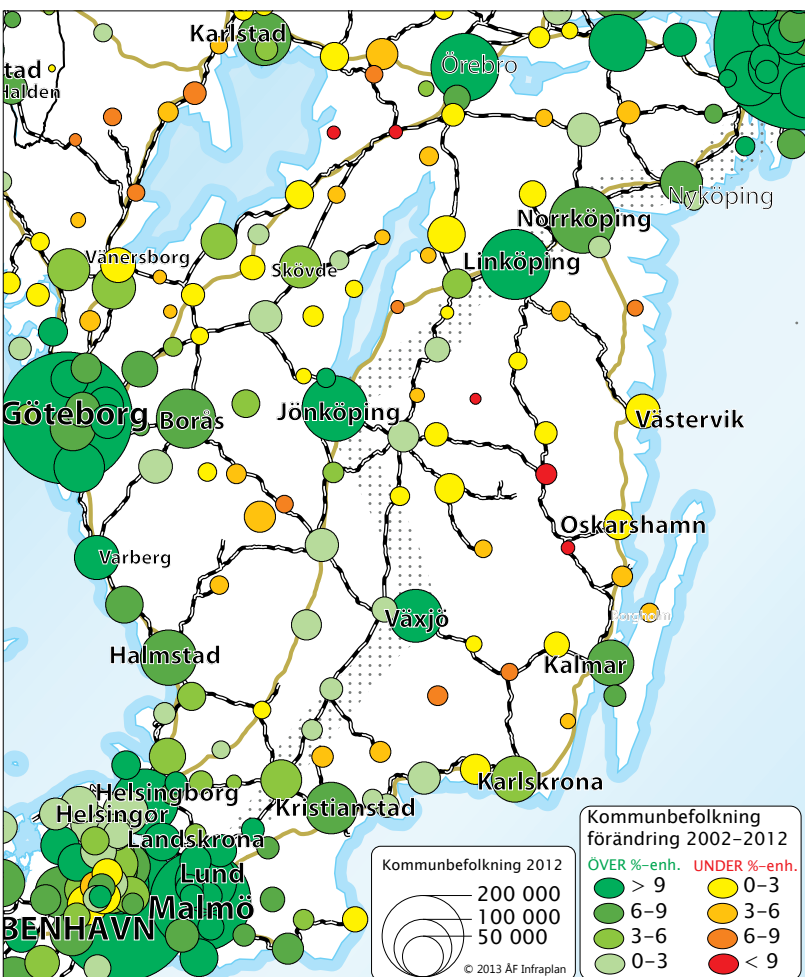 Karlstad
Örebro
tad
Halden
Nyköping
Norrköping
Vänersborg
Linköping
Skövde
Göteborg
Borås
Jönköping
Västervik
Oskarshamn
Varberg
Borgholm
Växjö
Halmstad
Kalmar
Karlskrona
Helsingborg
Kristianstad
Helsingör
Landskrona
Lund
Malmö
BENHAVN
Kommunbefolkning 2012
200 000
100 000
50 000
© 2013 ÅF Infraplan
Kommunbefolkning
förändring 2002–2012
ÖVER %-enh. UNDER %-enh.
> 9 0–3
6–9 3–6
3–6 6–9
0–3 < 9